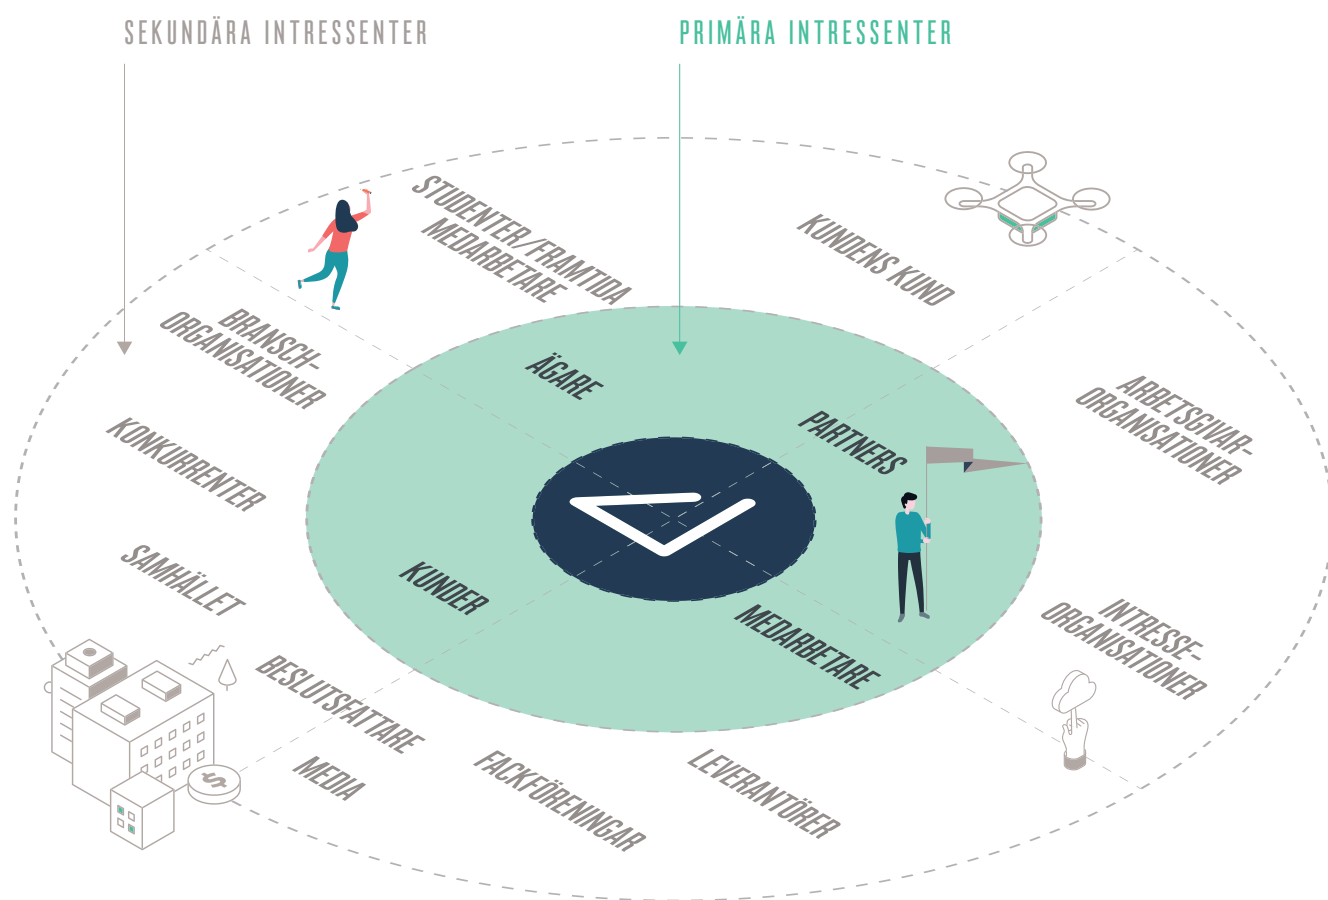 SEKUNDÄRA INTRESSENTER
PRIMÄRA INTRESSENTER
STUDENTER/FRAMTIDA
MEDARBETARE
KUNDENS KUND
BRANSCH-
ORGANISATIONER
ÄGARE
ARBETSGIVAR-
ORGANISATIONER
KONKURRENTER
PARTNERS
SAMHÄLLET
KUNDER
MEDARBETARE
INTRESSE-
ORGANISATIONER
BESLUTSFATTARE
MEDIA
FACKFÖRENINGAR
LEVERANTÖRER
$